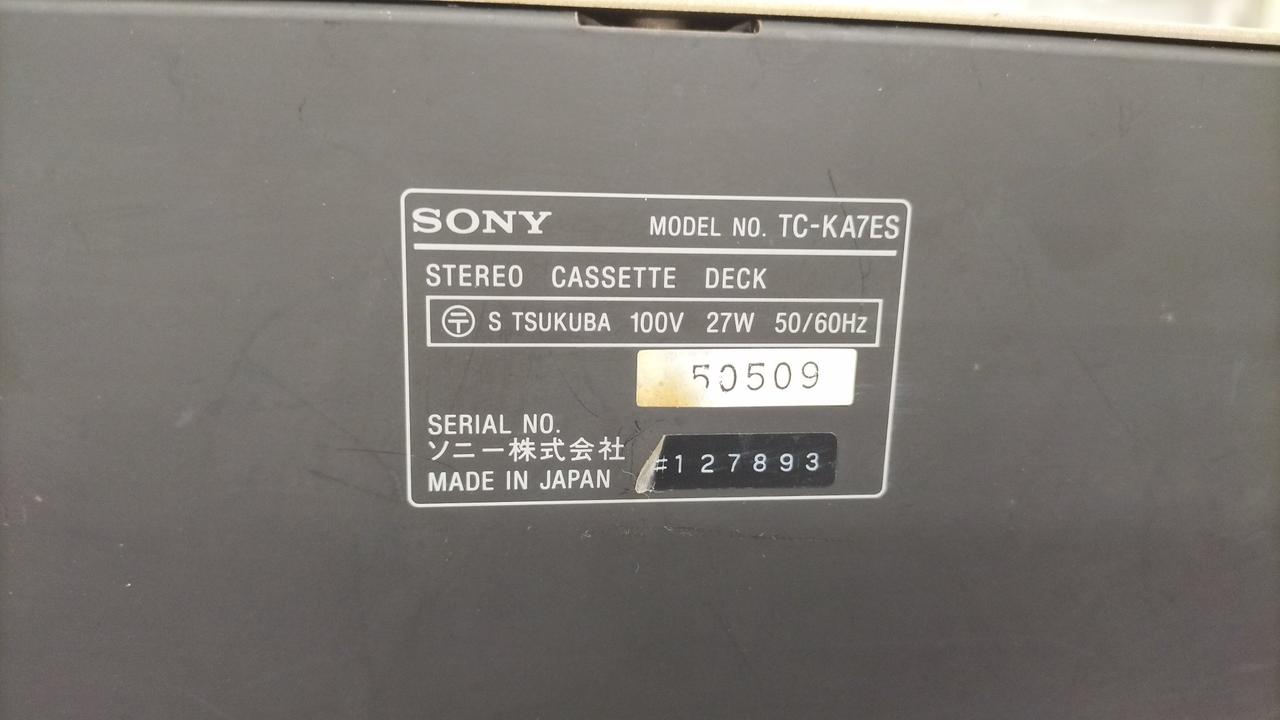 SONY MODEL NO. TC-KA7ES
STEREO CASSETTE DECK
〒 S TSUKUBA 100V 27W 50/60Hz
50509
SERIAL NO.
ソニー株式会社
#127893
MADE IN JAPAN